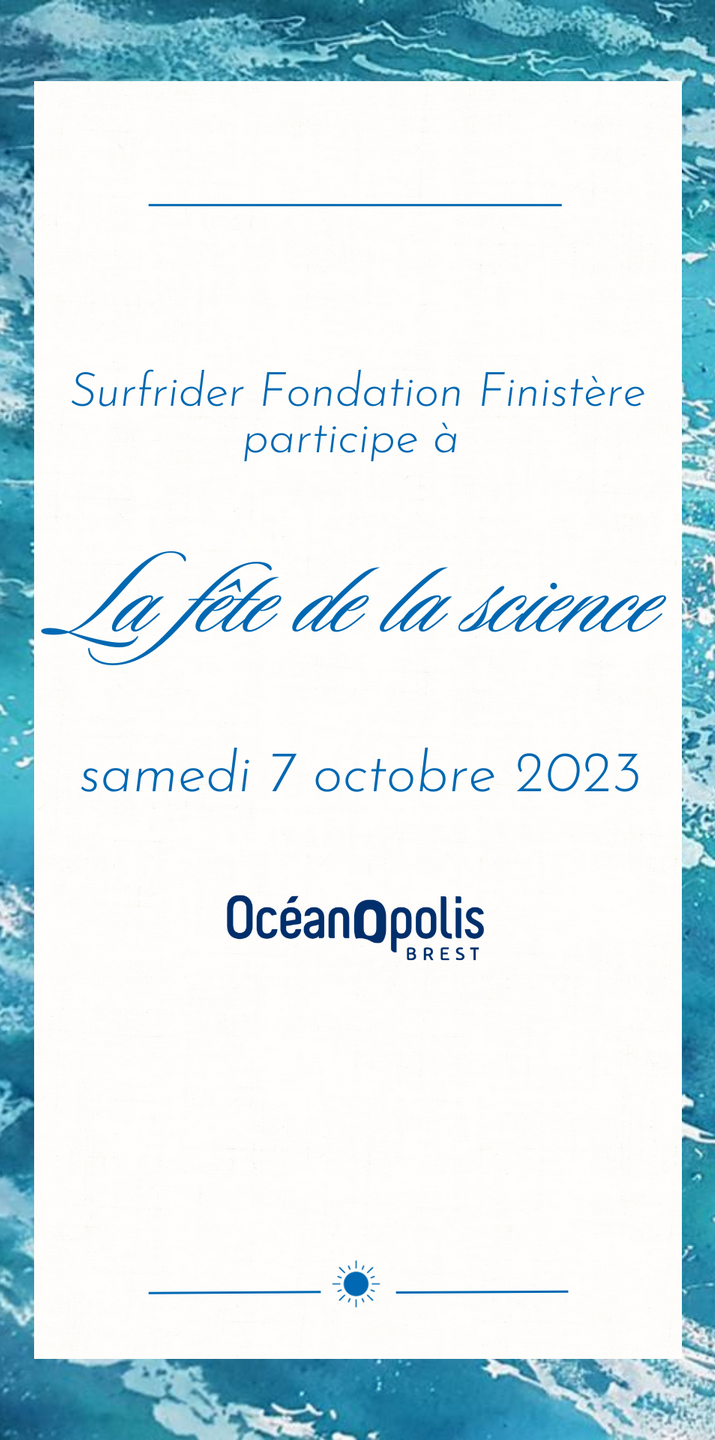 Surfrider Fondation Finistère
participe à
La fête de la science
samedi 7 octobre 2023
OcéanOpolis
BREST